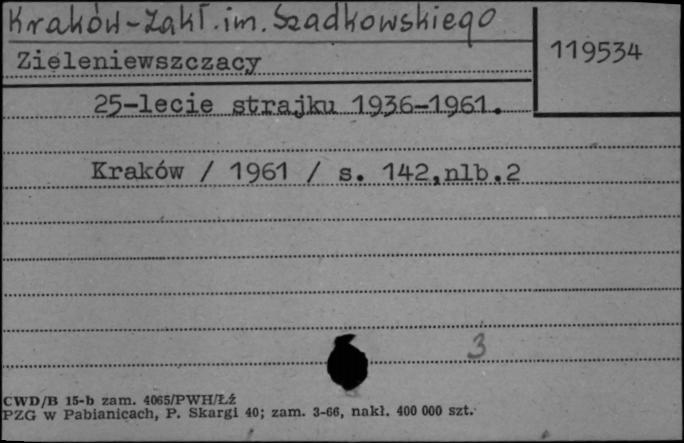 Kraków-Zakł. im. Szadkowskiego
119534
Zieleniewszczacy
25-lecie strajku 1936-1961.
Kraków / 1961 / s. 142,nlb.2
3
CWD/B 15-b zam. 4065/PWH/Łż
PZG w Pabianicach, P. Skargi 40; zam. 3-66, nakł. 400 000 szt.